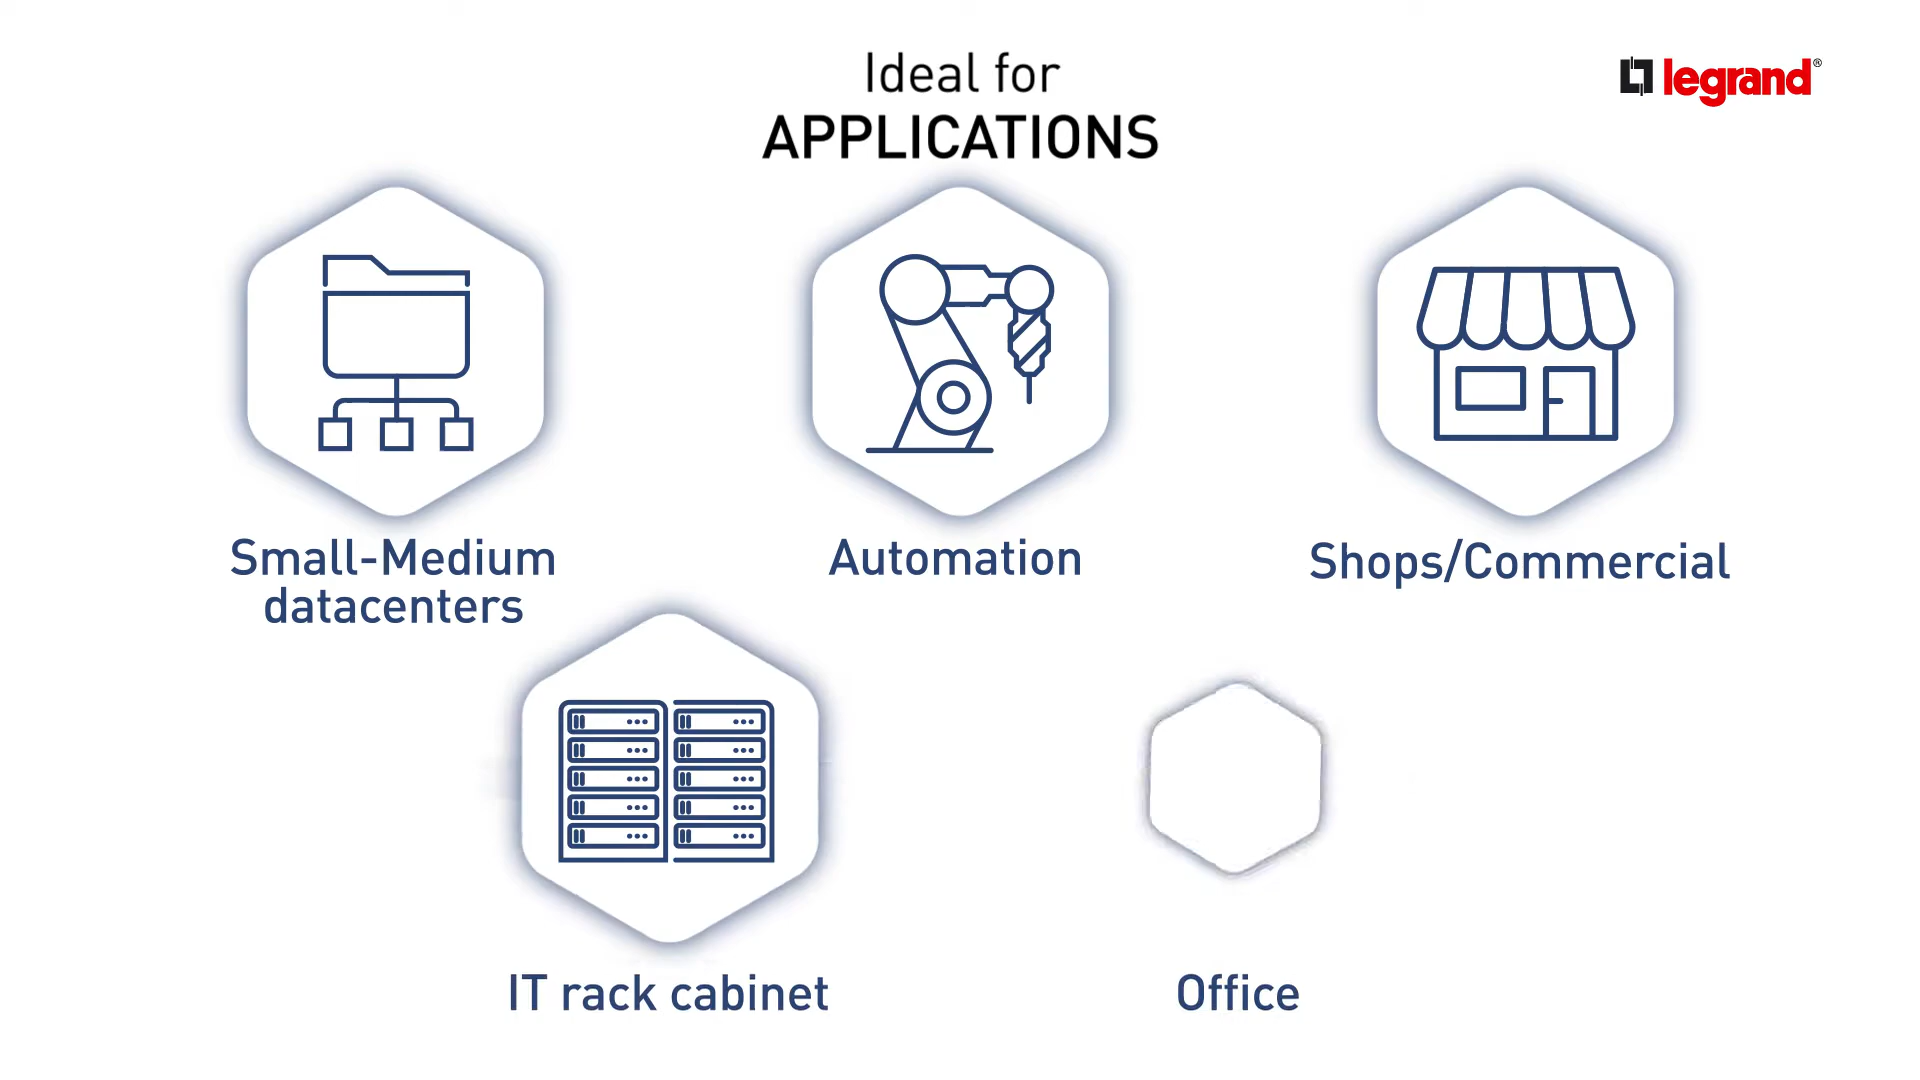 Ideal for
APPLICATIONS
legrand®
Small-Medium
datacenters
Automation
Shops/Commercial
IT rack cabinet
Office